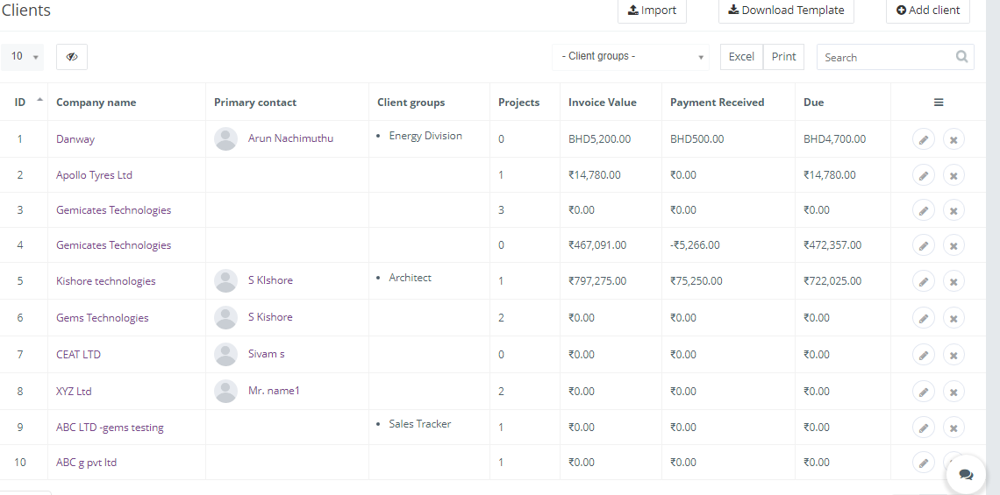 Clients Import Download Template Add client
10 - Client groups - Excel Print Search
ID Company name Primary contact Client groups Projects Invoice Value Payment Received Due
1 Danway Arun Nachimuthu • Energy Division 0 BHD5,200.00 BHD500.00 BHD4,700.00
2 Apollo Tyres Ltd 1 ₹14,780.00 ₹0.00 ₹14,780.00
3 Gemicates Technologies 3 ₹0.00 ₹0.00 ₹0.00
4 Gemicates Technologies 0 ₹467,091.00 -₹5,266.00 ₹472,357.00
5 Kishore technologies S KIshore • Architect 1 ₹797,275.00 ₹75,250.00 ₹722,025.00
6 Gems Technologies S Kishore 2 ₹0.00 ₹0.00 ₹0.00
7 CEAT LTD Sivam s 0 ₹0.00 ₹0.00 ₹0.00
8 XYZ Ltd Mr. name1 2 ₹0.00 ₹0.00 ₹0.00
9 ABC LTD -gems testing • Sales Tracker 1 ₹0.00 ₹0.00 ₹0.00
10 ABC g pvt ltd 1 ₹0.00 ₹0.00 ₹0.00